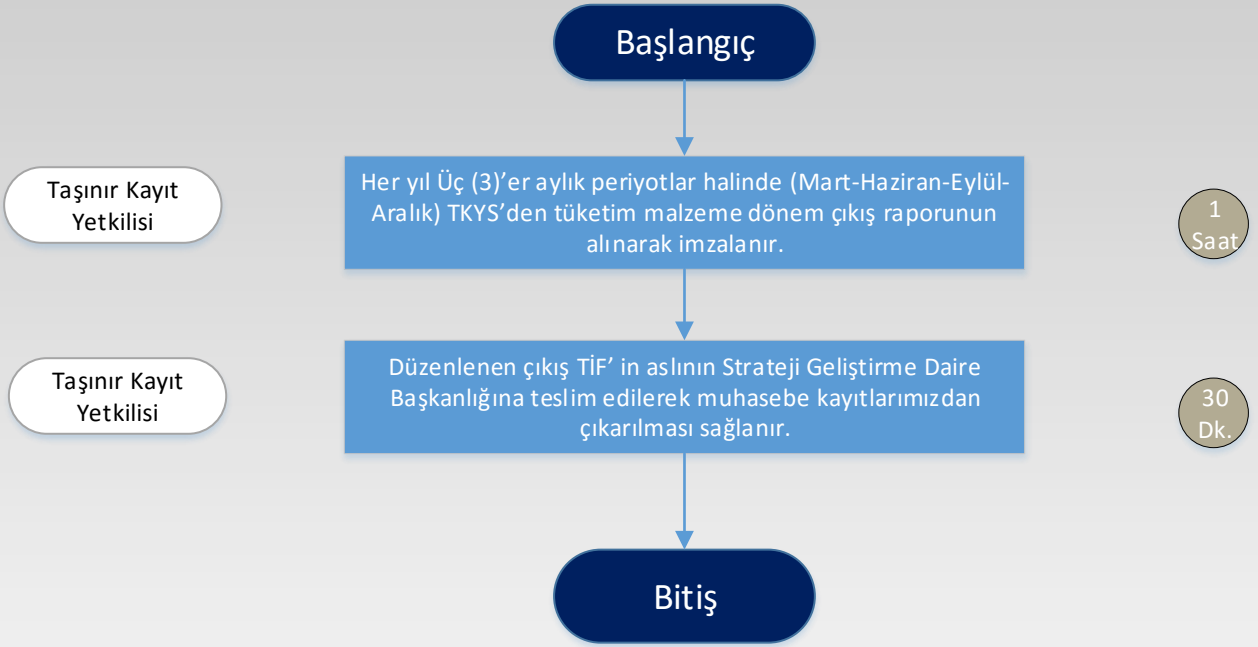 Başlangıç
Taşınır Kayıt
Yetkilisi
Her yıl Üç (3)’er aylık periyotlar halinde (Mart-Haziran-Eylül-
Aralık) TKYS’den tüketim malzeme dönem çıkış raporunun
alınarak imzalanır.
1
Saat
Taşınır Kayıt
Yetkilisi
Düzenlenen çıkış TİF’ in aslının Strateji Geliştirme Daire
Başkanlığına teslim edilerek muhasebe kayıtlarımızdan
çıkarılması sağlanır.
30
Dk.
Bitiş